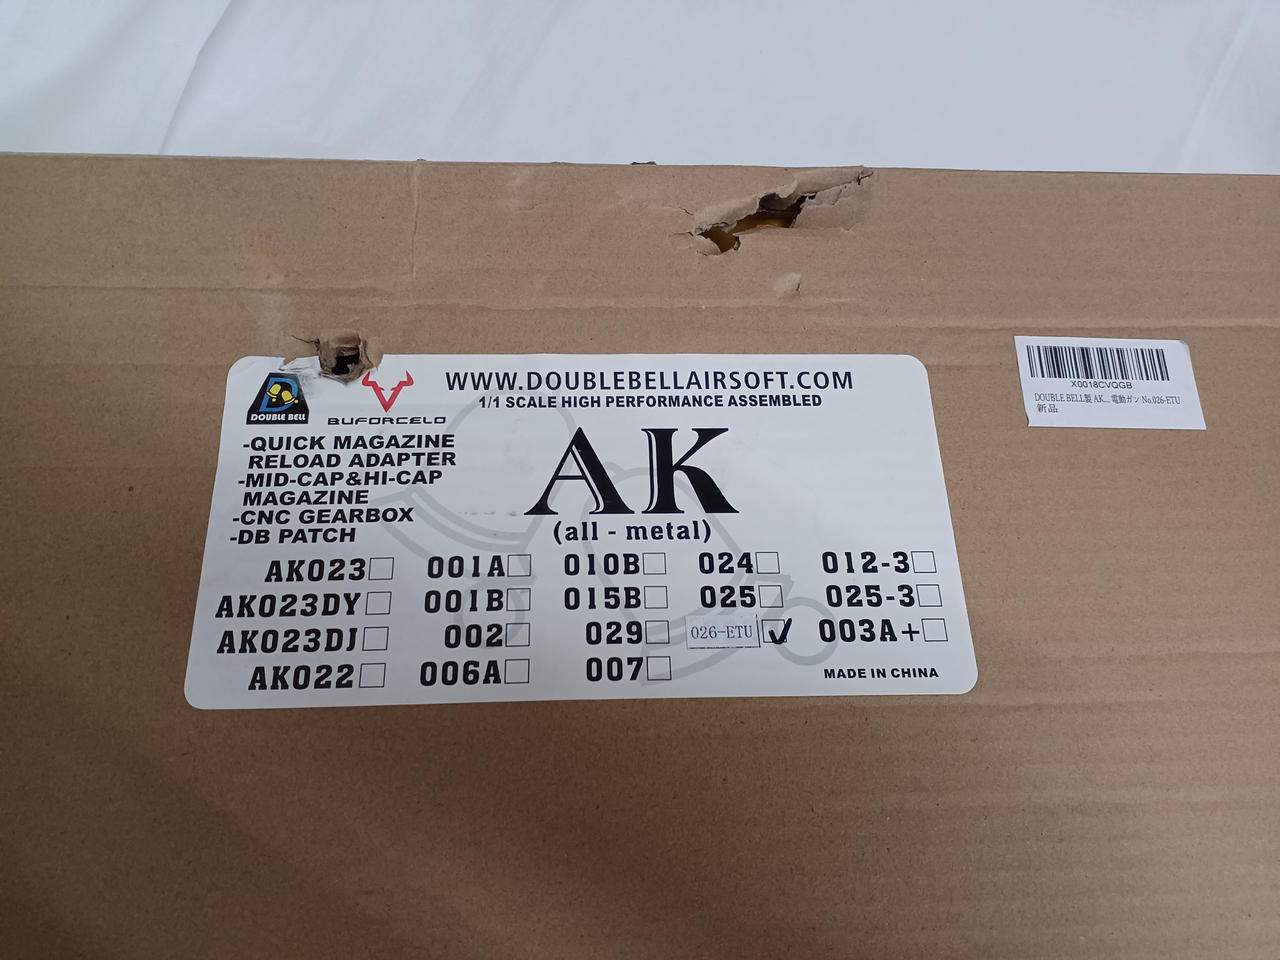 WWW.DOUBLEBELLAIRSOFT.COM
1/1 SCALE HIGH PERFORMANCE ASSEMBLED
DOUBLE BELL
BUFORCELO
-QUICK MAGAZINE
RELOAD ADAPTER
-MID-CAP&HI-CAP
MAGAZINE
-CNC GEARBOX
-DB PATCH
AK
(all - metal)
AK023 001A 010B 024 012-3
AK023DY 001B 015B 025 025-3
AK023DJ 002 029 026-ETU 003A+
AK022 006A 007
MADE IN CHINA
X0018CVQGB
DOUBLE BELL製 AK__ 電動ガン No.026-ETU
新品